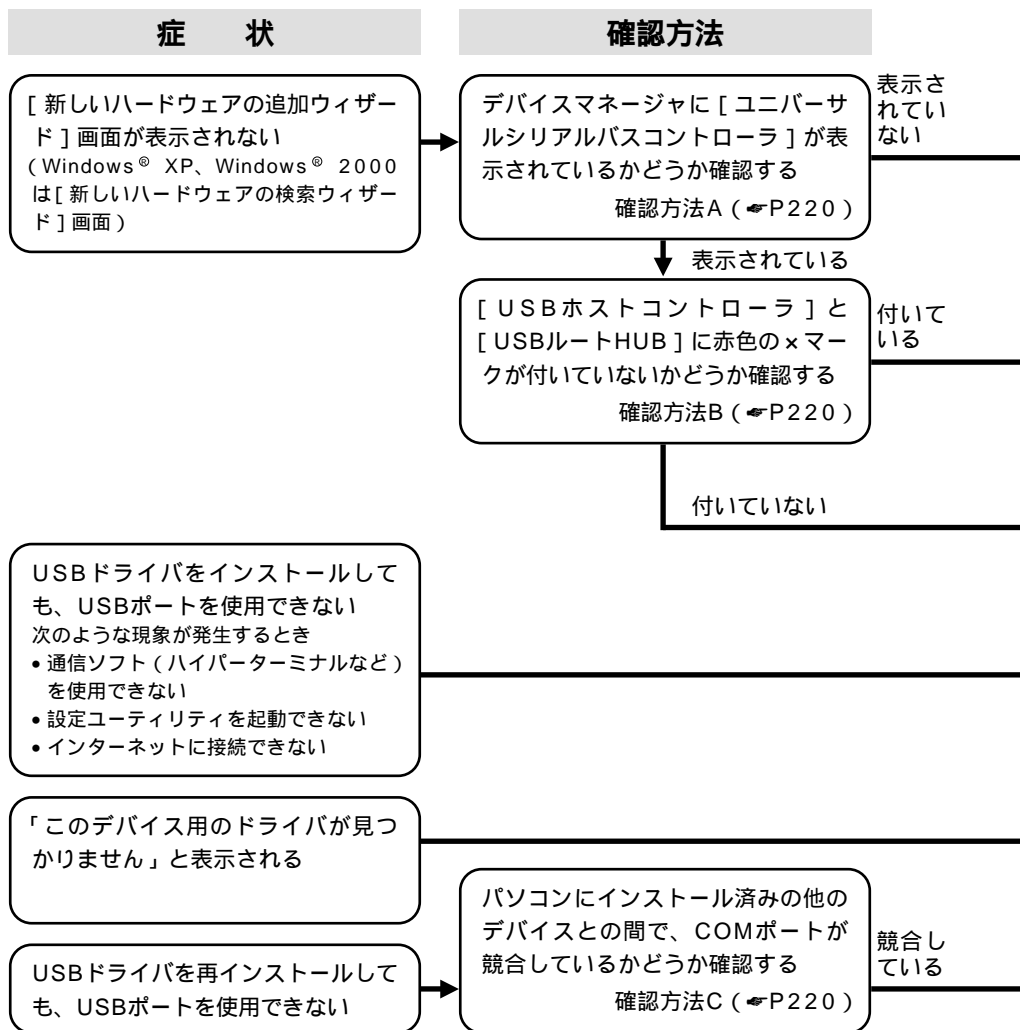 症　状
確認方法
［新しいハードウェアの追加ウィザー
ド］画面が表示されない
（Windows® XP、Windows® 2000
は［新しいハードウェアの検索ウィザー
ド］画面）
デバイスマネージャに［ユニバーサ
ルシリアルバスコントローラ］が表
示されているかどうか確認する
確認方法A（☛P220）
表示さ
れてい
ない
表示されている
［USBホストコントローラ］と
［USBルートHUB］に赤色の×マー
クが付いていないかどうか確認する
確認方法B（☛P220）
付いて
いる
付いていない
USBドライバをインストールして
も、USBポートを使用できない
次のような現象が発生するとき
•通信ソフト（ハイパーターミナルなど）
を使用できない
•設定ユーティリティを起動できない
•インターネットに接続できない
「このデバイス用のドライバが見つ
かりません」と表示される
USBドライバを再インストールして
も、USBポートを使用できない
パソコンにインストール済みの他の
デバイスとの間で、COMポートが
競合しているかどうか確認する
確認方法C（☛P220）
競合し
ている